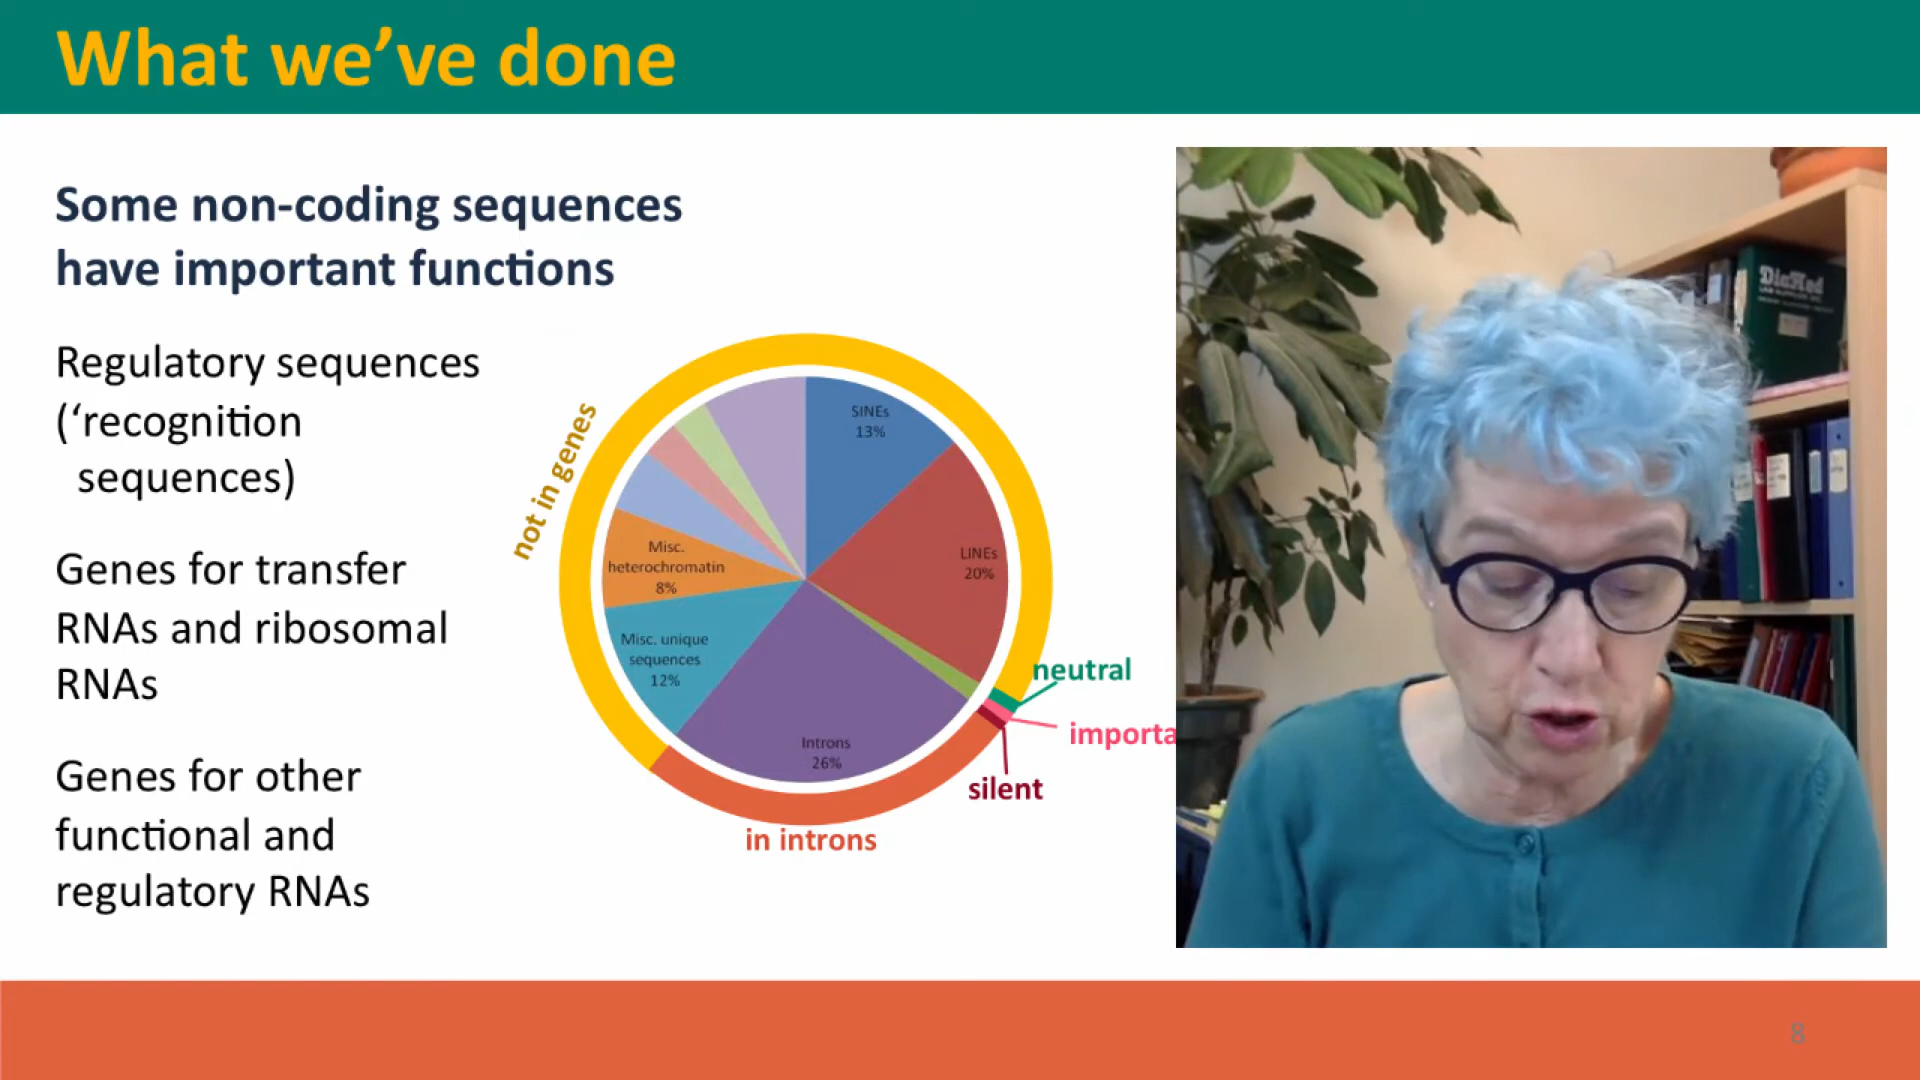 What we’ve done
Some non-coding sequences
have important functions
Regulatory sequences
(‘recognition
sequences)
Genes for transfer
RNAs and ribosomal
RNAs
Genes for other
functional and
regulatory RNAs
not in genes
SINEs
13%
LINEs
20%
Misc.
heterochromatin
8%
Misc. unique
sequences
12%
Introns
26%
neutral
importa
silent
in introns
DiaMed
8